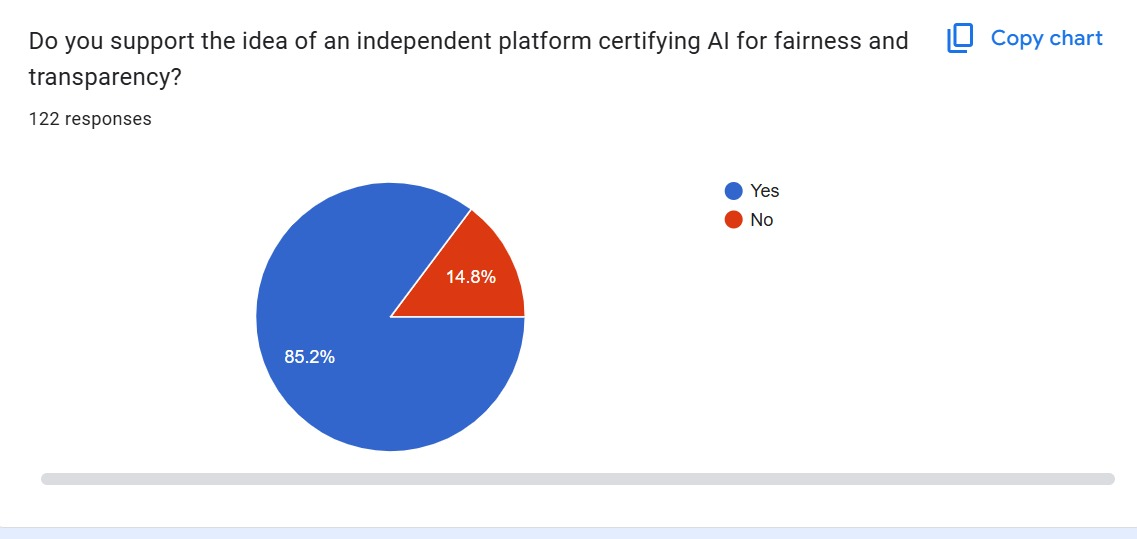 Do you support the idea of an independent platform certifying AI for fairness and
transparency?
Copy chart
122 responses
Yes
No
14.8%
85.2%